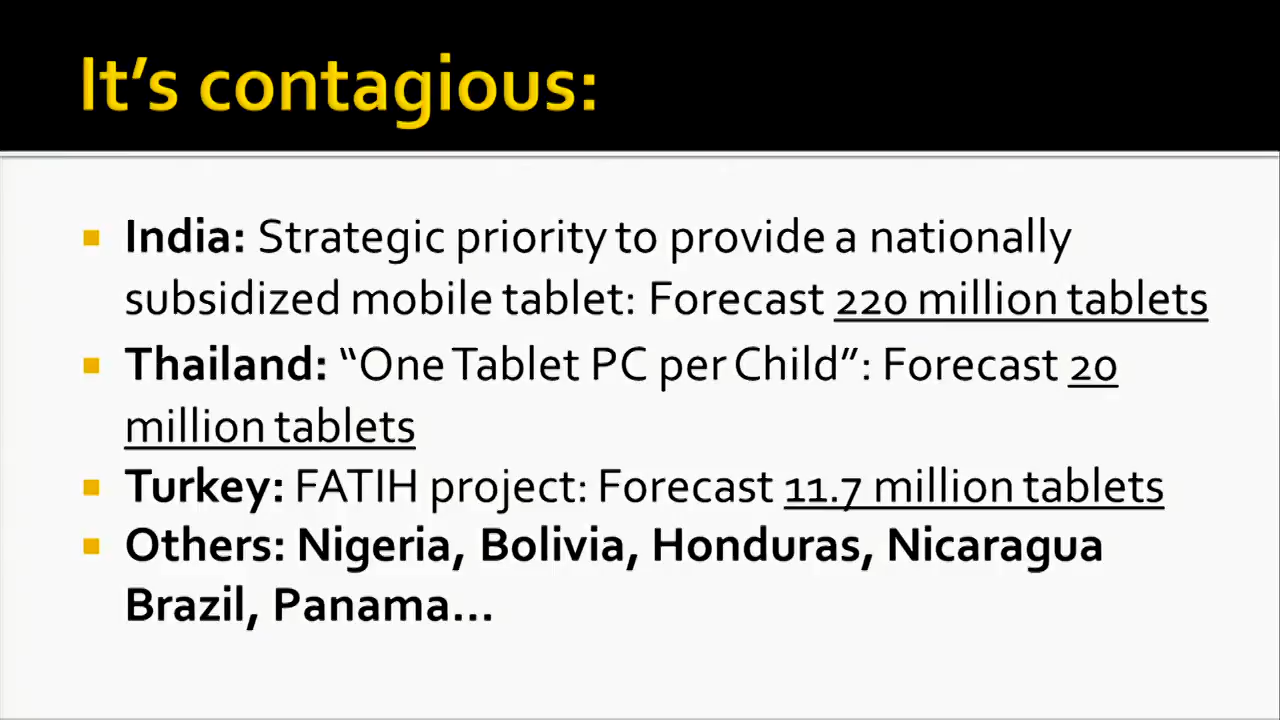 It’s contagious:
India: Strategic priority to provide a nationally
subsidized mobile tablet: Forecast 220 million tablets
Thailand: “One Tablet PC per Child”: Forecast 20
million tablets
Turkey: FATIH project: Forecast 11.7 million tablets
Others: Nigeria, Bolivia, Honduras, Nicaragua
Brazil, Panama...